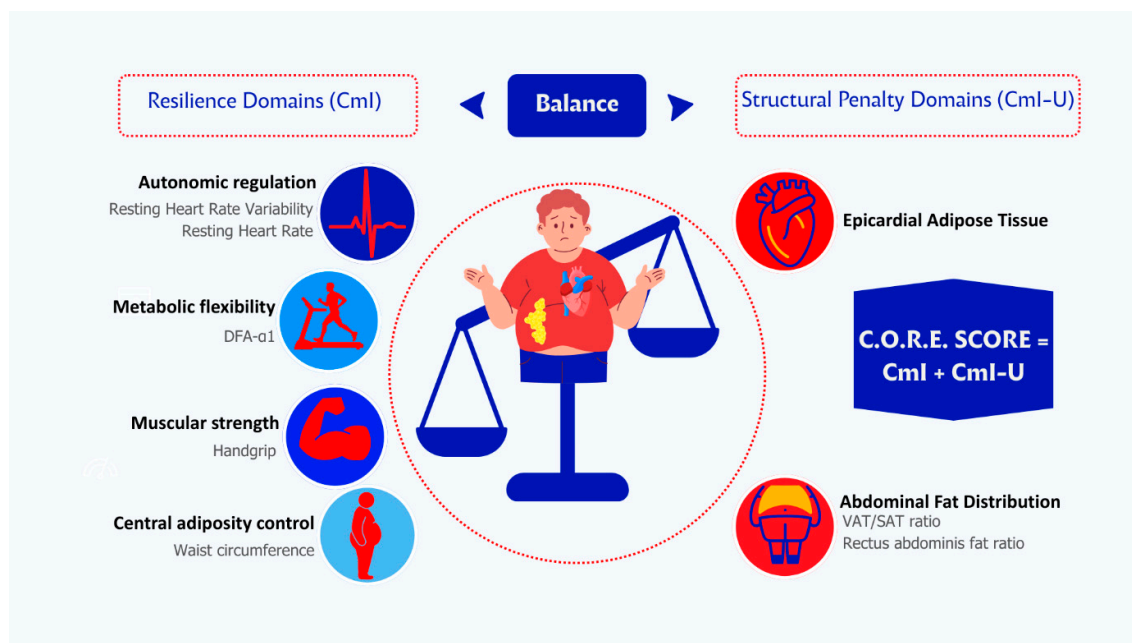 Resilience Domains (CmI)
Balance
Structural Penalty Domains (CmI-U)
Autonomic regulation
Resting Heart Rate Variability
Resting Heart Rate
Metabolic flexibility
DFA-α1
Muscular strength
Handgrip
Central adiposity control
Waist circumference
Epicardial Adipose Tissue
C.O.R.E. SCORE =
CmI + CmI-U
Abdominal Fat Distribution
VAT/SAT ratio
Rectus abdominis fat ratio